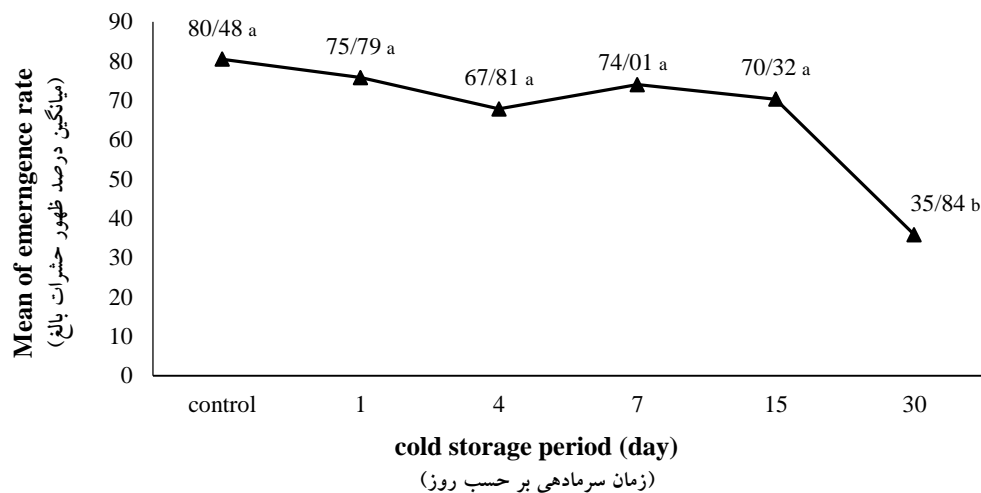 90
80
70
60
50
40
30
20
10
0
80/48 a
75/79 a
67/81 a
74/01 a
70/32 a
35/84 b
Mean of emerngence rate
(میانگین درصد ظهور حشرات بالغ)
control 1 4 7 15 30
cold storage period (day)
(زمان سرمادهی بر حسب روز)